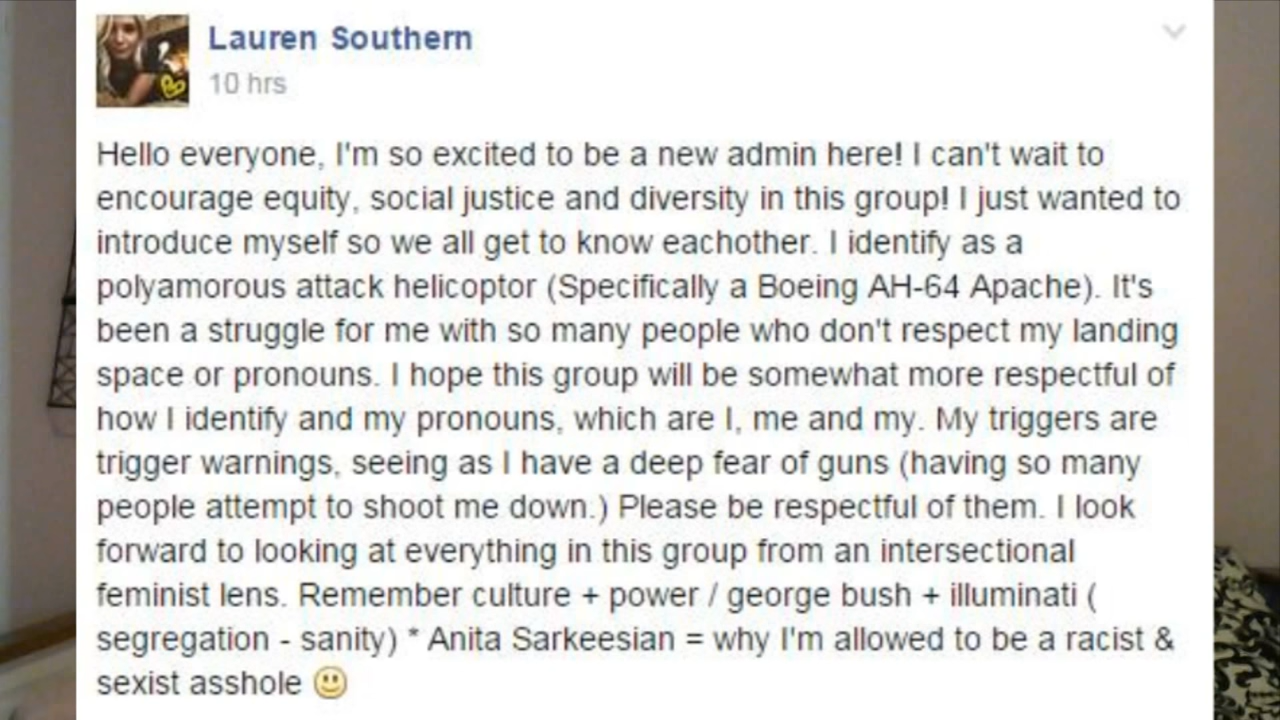 Lauren Southern
10 hrs
Hello everyone, I'm so excited to be a new admin here! I can't wait to
encourage equity, social justice and diversity in this group! I just wanted to
introduce myself so we all get to know eachother. I identify as a
polyamorous attack helicoptor (Specifically a Boeing AH-64 Apache). It's
been a struggle for me with so many people who don't respect my landing
space or pronouns. I hope this group will be somewhat more respectful of
how I identify and my pronouns, which are I, me and my. My triggers are
trigger warnings, seeing as I have a deep fear of guns (having so many
people attempt to shoot me down.) Please be respectful of them. I look
forward to looking at everything in this group from an intersectional
feminist lens. Remember culture + power / george bush + illuminati (
segregation - sanity) * Anita Sarkeesian = why I'm allowed to be a racist &
sexist asshole 🙂